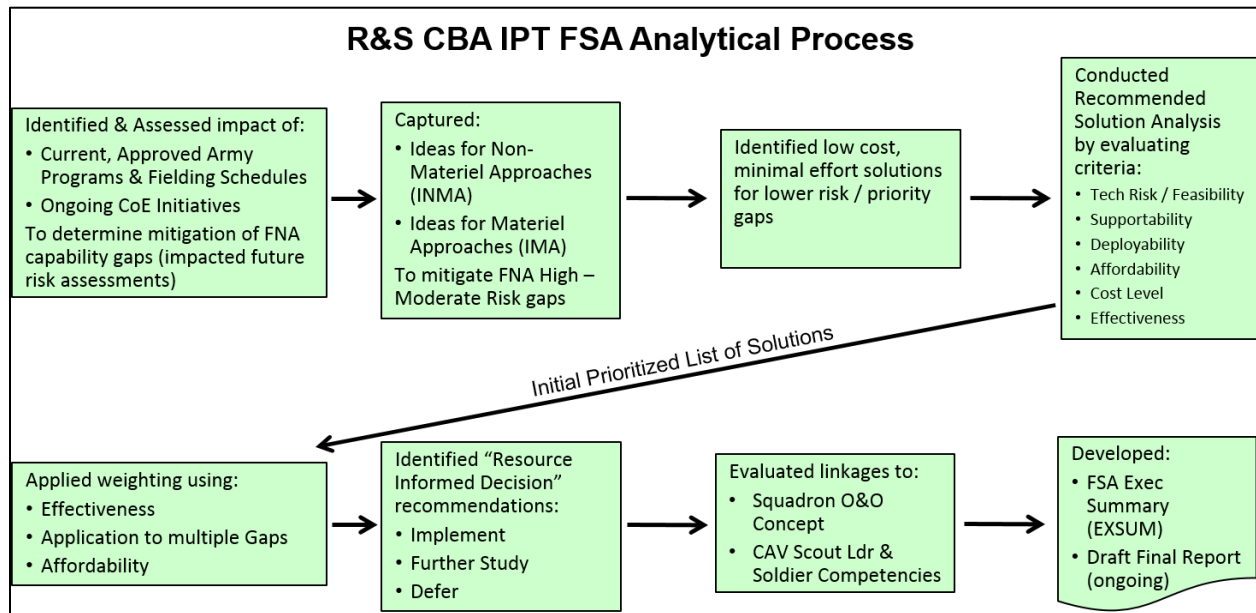 R&S CBA IPT FSA Analytical Process
Identified & Assessed impact of:
• Current, Approved Army
Programs & Fielding Schedules
• Ongoing CoE Initiatives
To determine mitigation of FNA
capability gaps (impacted future
risk assessments)
Captured:
• Ideas for Non-
Materiel Approaches
(INMA)
• Ideas for Materiel
Approaches (IMA)
To mitigate FNA High –
Moderate Risk gaps
Identified low cost,
minimal effort solutions
for lower risk / priority
gaps
Conducted
Recommended
Solution Analysis
by evaluating
criteria:
• Tech Risk / Feasibility
• Supportability
• Deployability
• Affordability
• Cost Level
• Effectiveness
Initial Prioritized List of Solutions
Applied weighting using:
• Effectiveness
• Application to multiple Gaps
• Affordability
Identified “Resource
Informed Decision”
recommendations:
• Implement
• Further Study
• Defer
Evaluated linkages to:
• Squadron O&O
Concept
• CAV Scout Ldr &
Soldier Competencies
Developed:
• FSA Exec
Summary
(EXSUM)
• Draft Final Report
(ongoing)